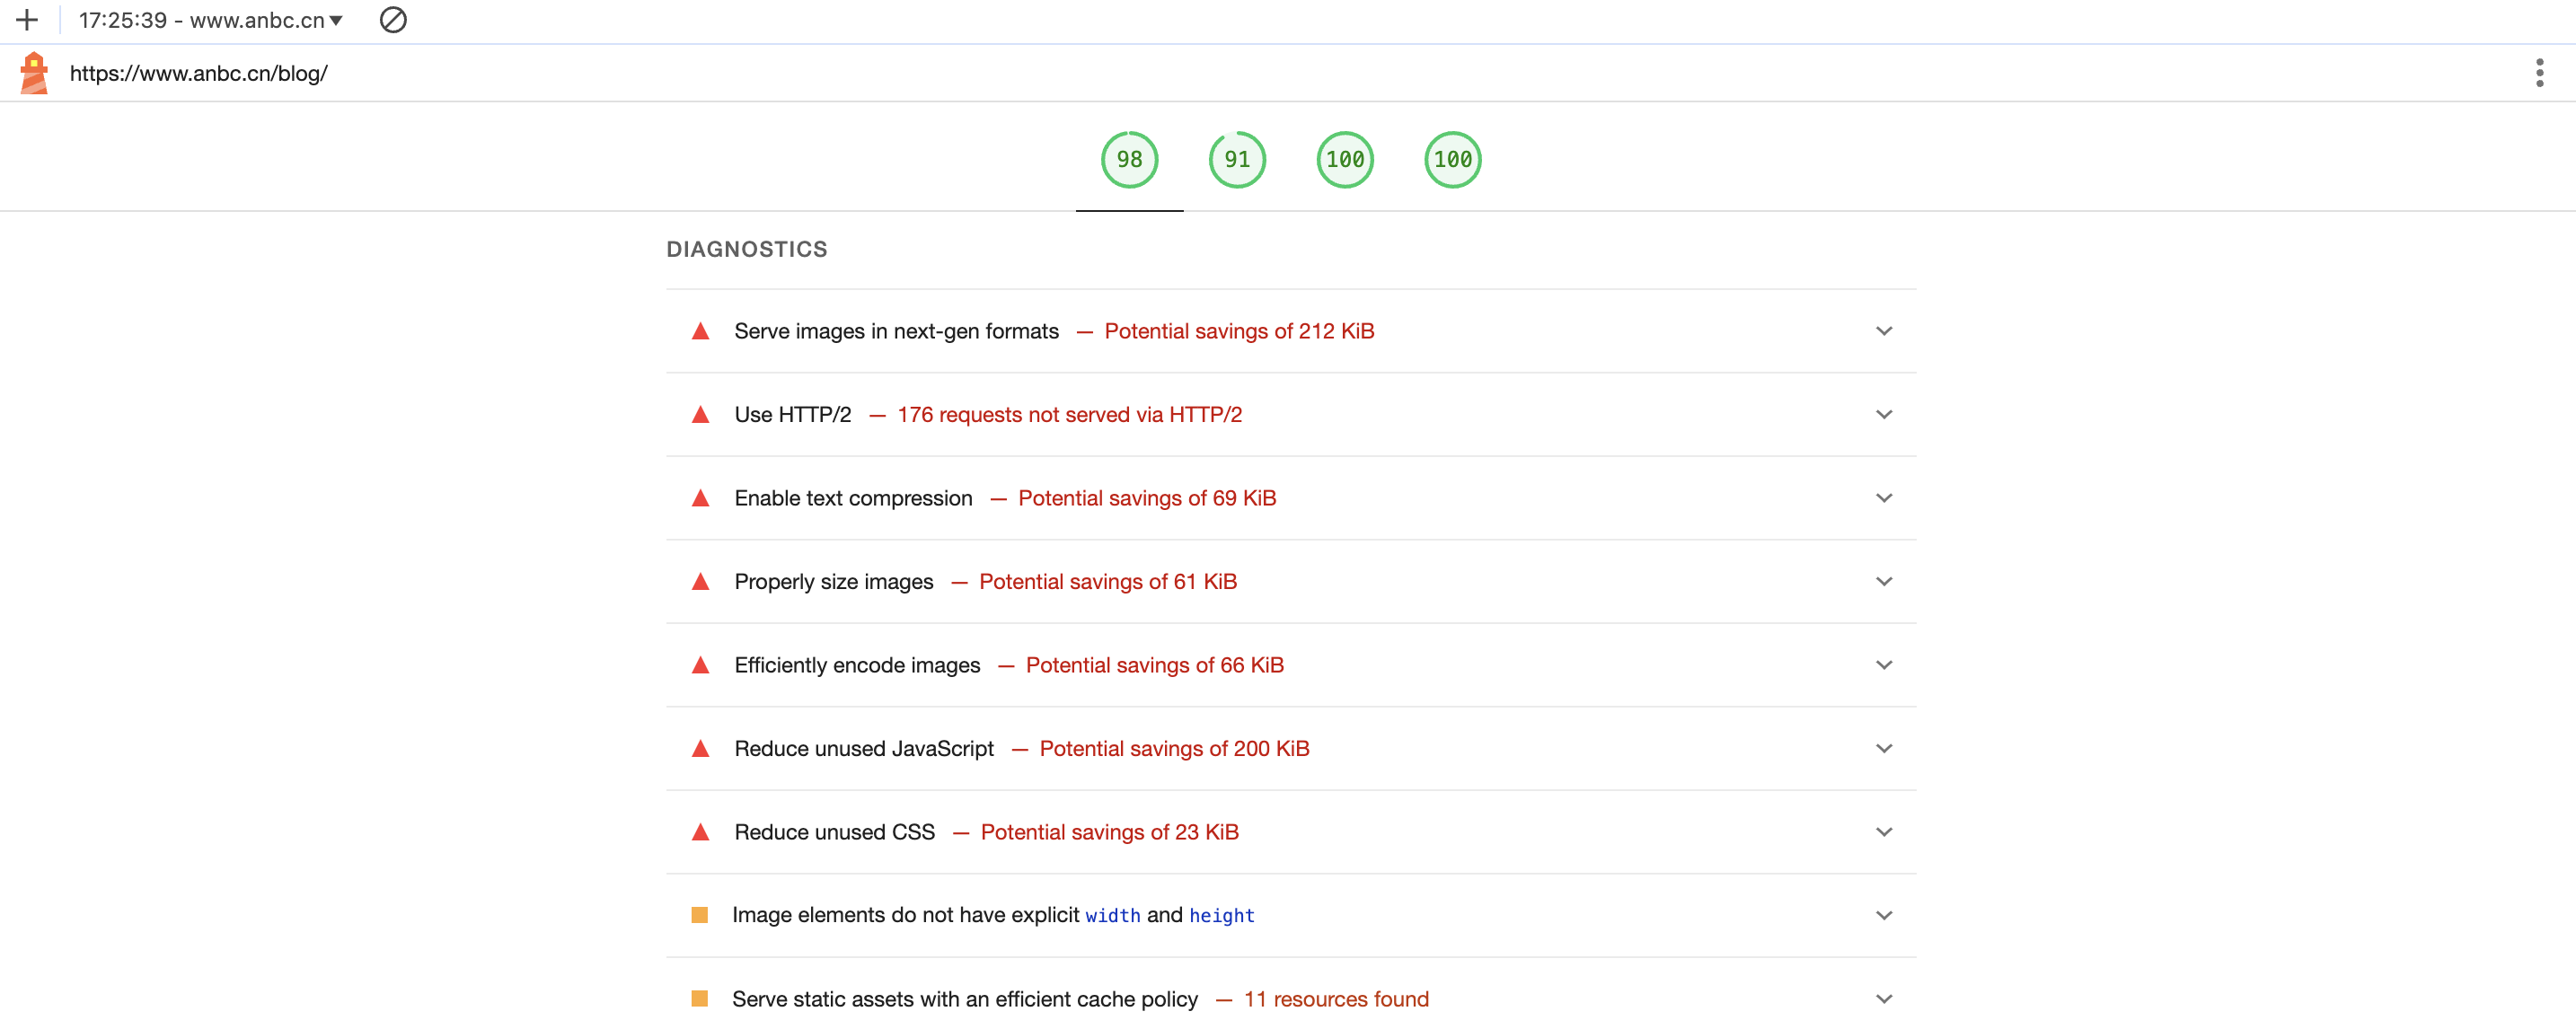 17:25:39 - www.anbc.cn
https://www.anbc.cn/blog/
98 91 100 100
DIAGNOSTICS
Serve images in next-gen formats — Potential savings of 212 KiB
Use HTTP/2 — 176 requests not served via HTTP/2
Enable text compression — Potential savings of 69 KiB
Properly size images — Potential savings of 61 KiB
Efficiently encode images — Potential savings of 66 KiB
Reduce unused JavaScript — Potential savings of 200 KiB
Reduce unused CSS — Potential savings of 23 KiB
Image elements do not have explicit width and height
Serve static assets with an efficient cache policy — 11 resources found